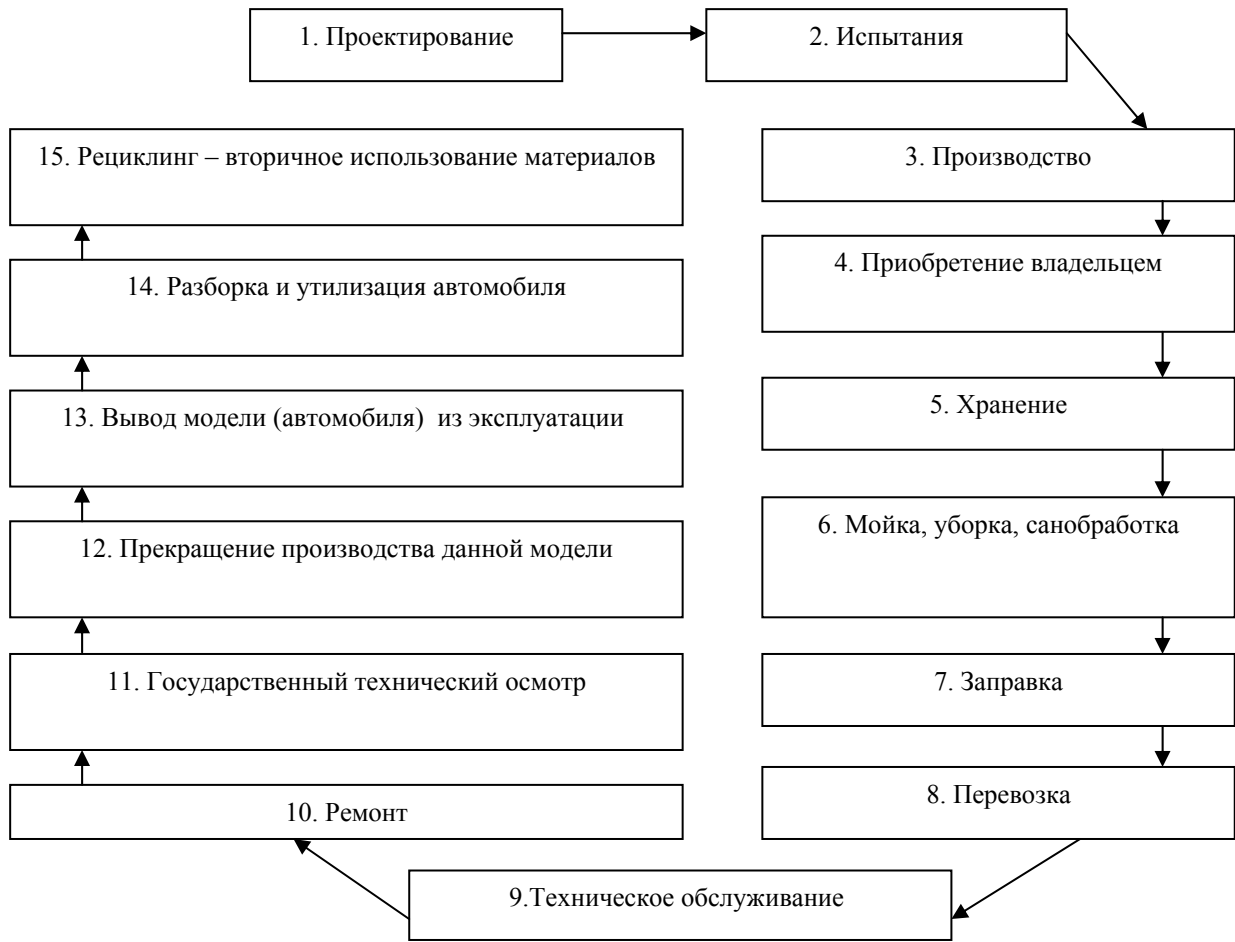 1. Проектирование
2. Испытания
3. Производство
4. Приобретение владельцем
5. Хранение
6. Мойка, уборка, санобработка
7. Заправка
8. Перевозка
9.Техническое обслуживание
10. Ремонт
11. Государственный технический осмотр
12. Прекращение производства данной модели
13. Вывод модели (автомобиля)  из эксплуатации
14. Разборка и утилизация автомобиля
15. Рециклинг – вторичное использование материалов